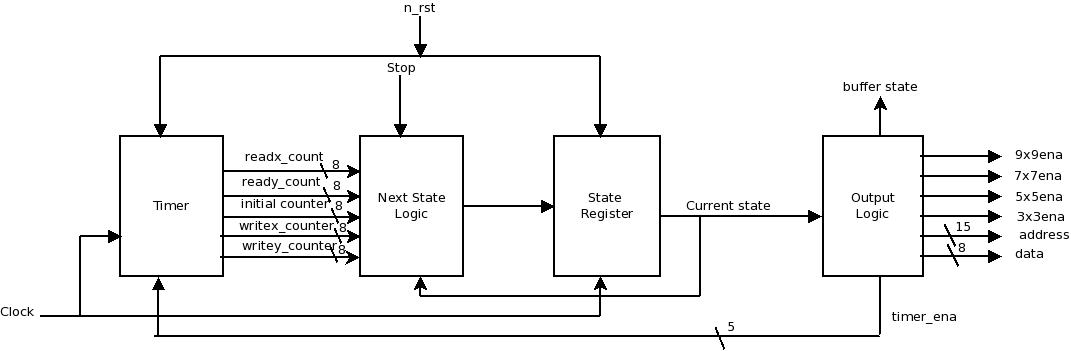 n_rst
Stop
buffer state
readx_count
8
ready_count
8
initial counter
8
writex_counter
8
writey_counter
8
Timer
Next State
Logic
State
Register
Current state
Output
Logic
9x9ena
7x7ena
5x5ena
3x3ena
15
address
8
data
Clock
timer_ena
5